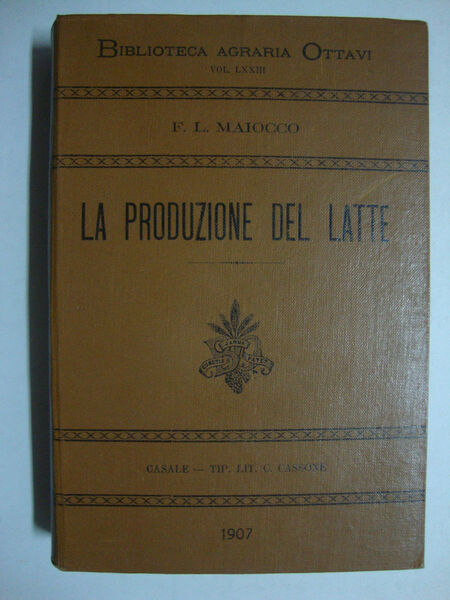 BIBLIOTECA AGRARIA OTTAVI
VOL. LXXIII
F. L. MAIOCCO
LA PRODUZIONE DEL LATTE
CASALE — TIP. LIT. C. CASSONE
1907